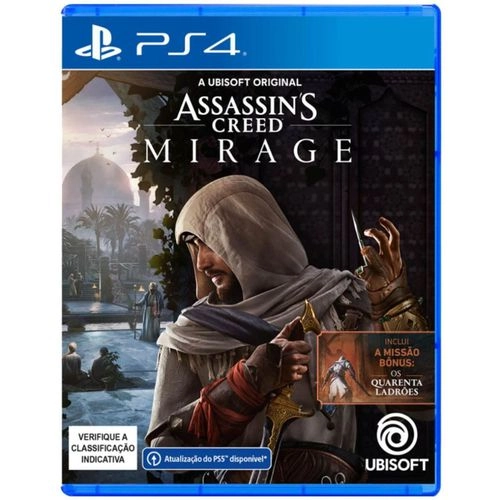 PS4
A UBISOFT ORIGINAL
ASSASSIN'S
CREED
MIRAGE
INCLUI
A MISSÃO
BÔNUS:
OS
QUARENTA
LADRÕES
VERIFIQUE A
CLASSIFICAÇÃO
INDICATIVA
Atualização do PS5™ disponível*
UBISOFT